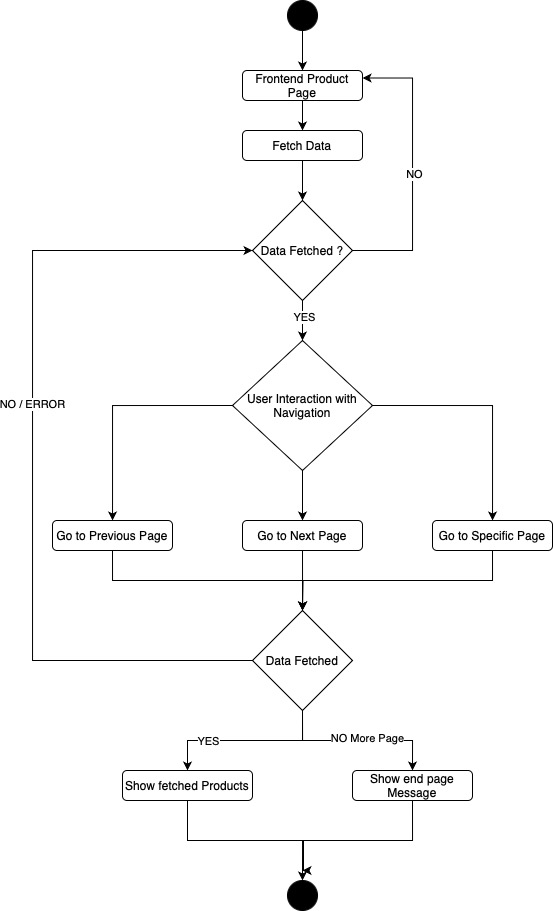 Frontend Product
Page
Fetch Data
NO
Data Fetched ?
YES
User Interaction with
Navigation
NO / ERROR
Go to Previous Page
Go to Next Page
Go to Specific Page
Data Fetched
YES
NO More Page
Show fetched Products
Show end page
Message